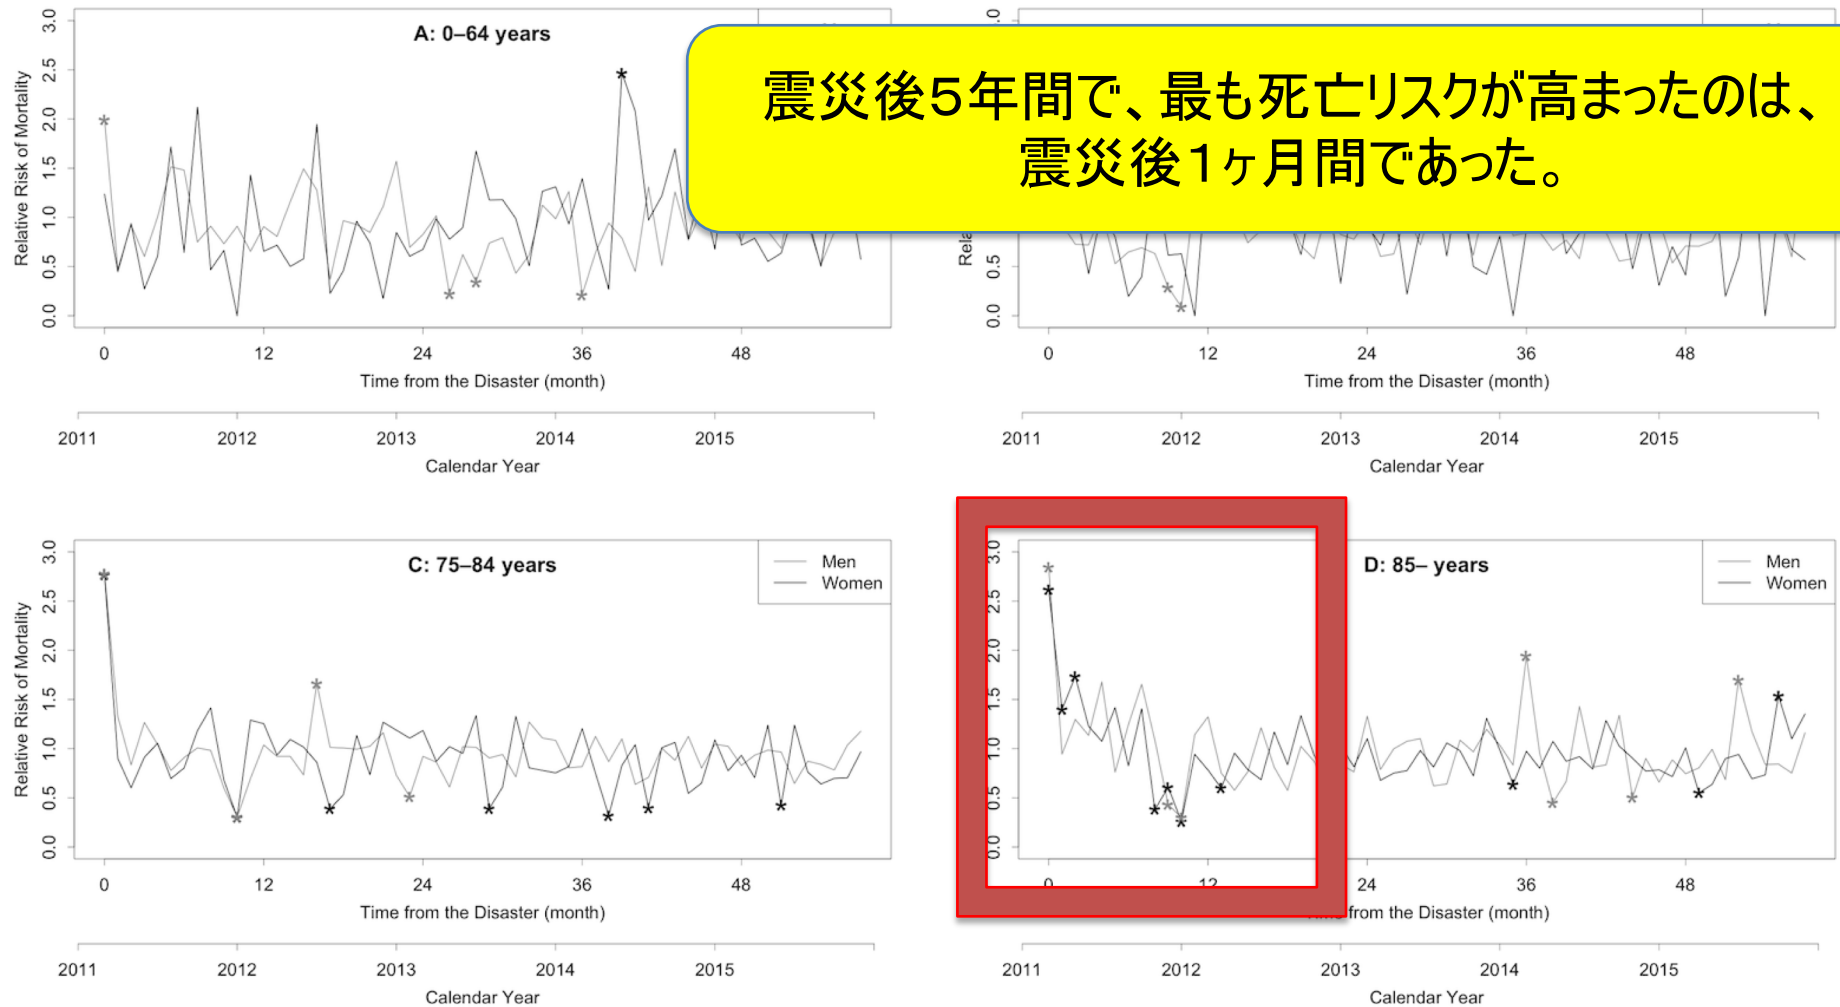 震災後５年間で、最も死亡リスクが高まったのは、
震災後１ヶ月間であった。
A: 0–64 years
Relative Risk of Mortality
3.0
2.5
2.0
1.5
1.0
0.5
0.0
0 12 24 36 48
Time from the Disaster (month)
2011 2012 2013 2014 2015
Calendar Year
.0
Rela
0.5
0.0
0 12 24 36 48
Time from the Disaster (month)
2011 2012 2013 2014 2015
Calendar Year
C: 75–84 years
Men
Women
Relative Risk of Mortality
3.0
2.5
2.0
1.5
1.0
0.5
0.0
0 12 24 36 48
Time from the Disaster (month)
2011 2012 2013 2014 2015
Calendar Year
D: 85– years
Men
Women
3.0
2.5
2.0
1.5
1.0
0.5
0.0
0 12 24 36 48
Time from the Disaster (month)
2011 2012 2013 2014 2015
Calendar Year